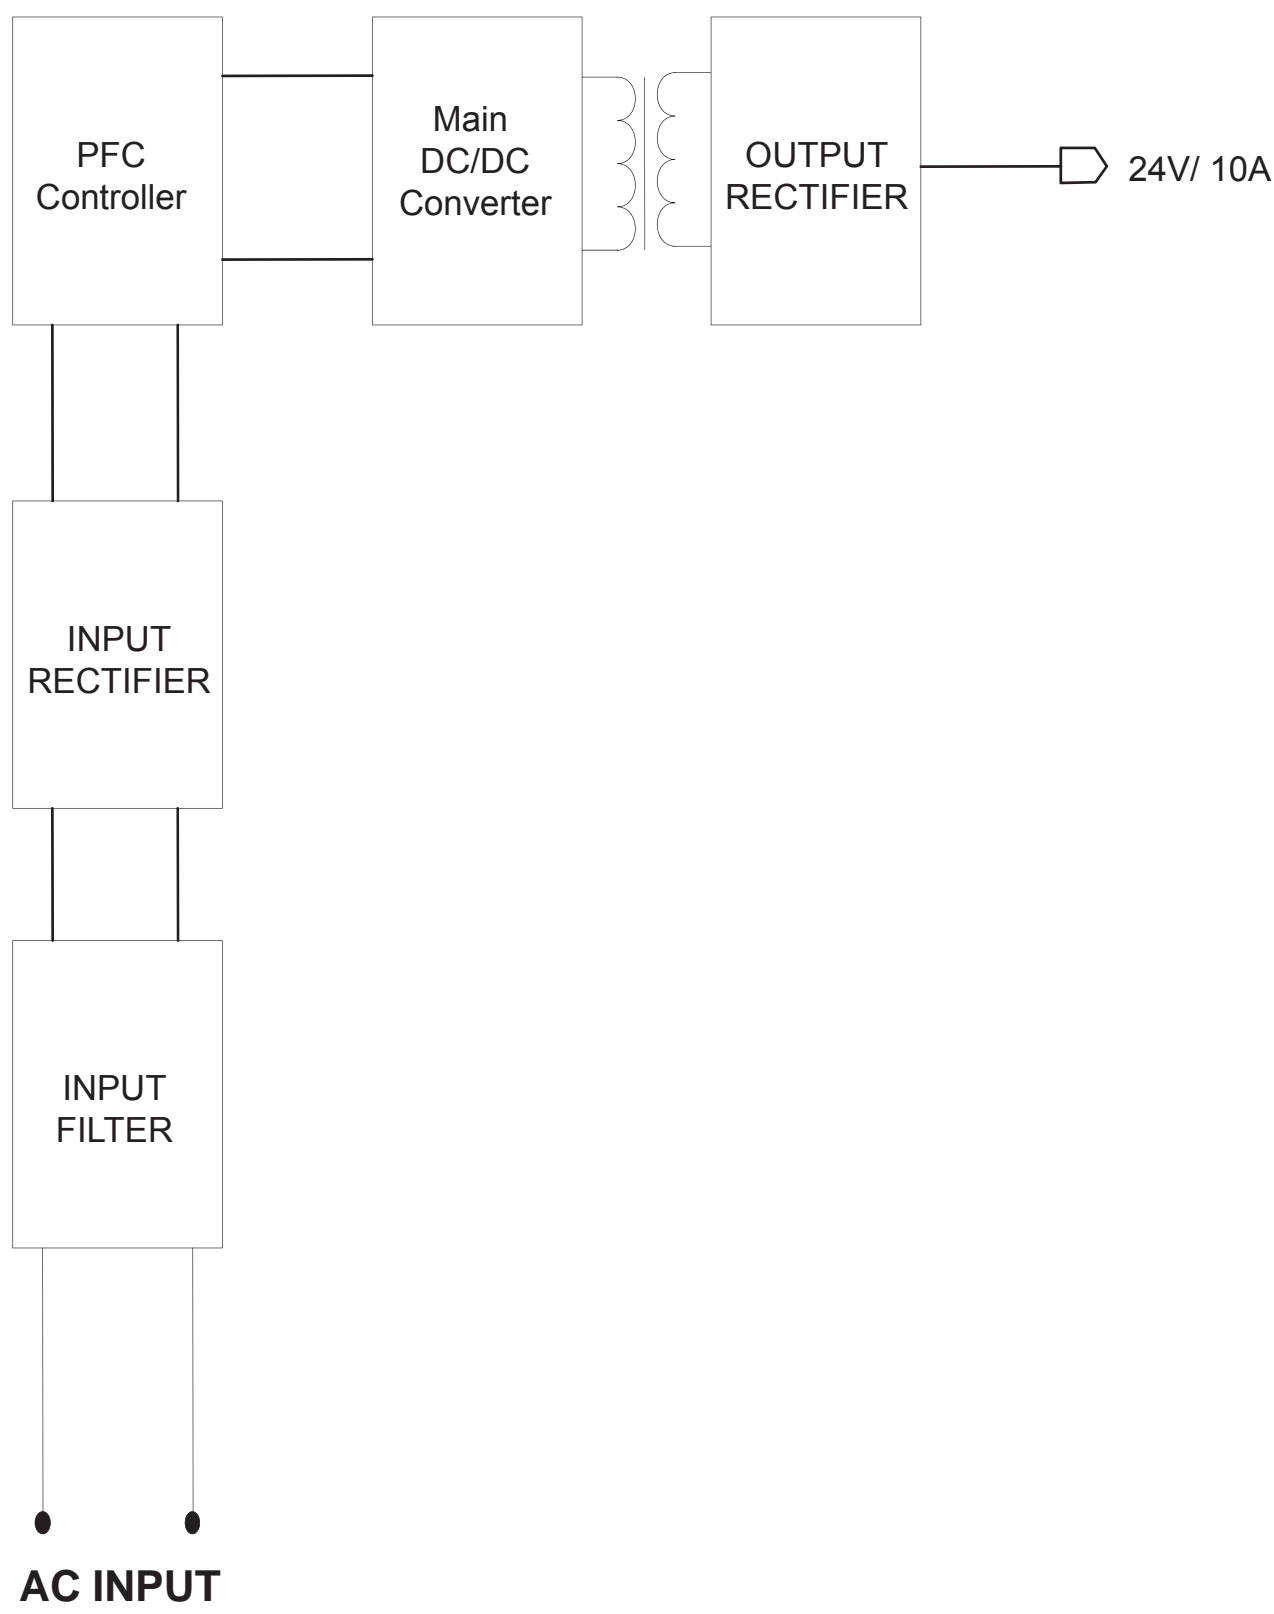 PFC
Controller
Main
DC/DC
Converter
OUTPUT
RECTIFIER
24V/ 10A
INPUT
RECTIFIER
INPUT
FILTER
AC INPUT